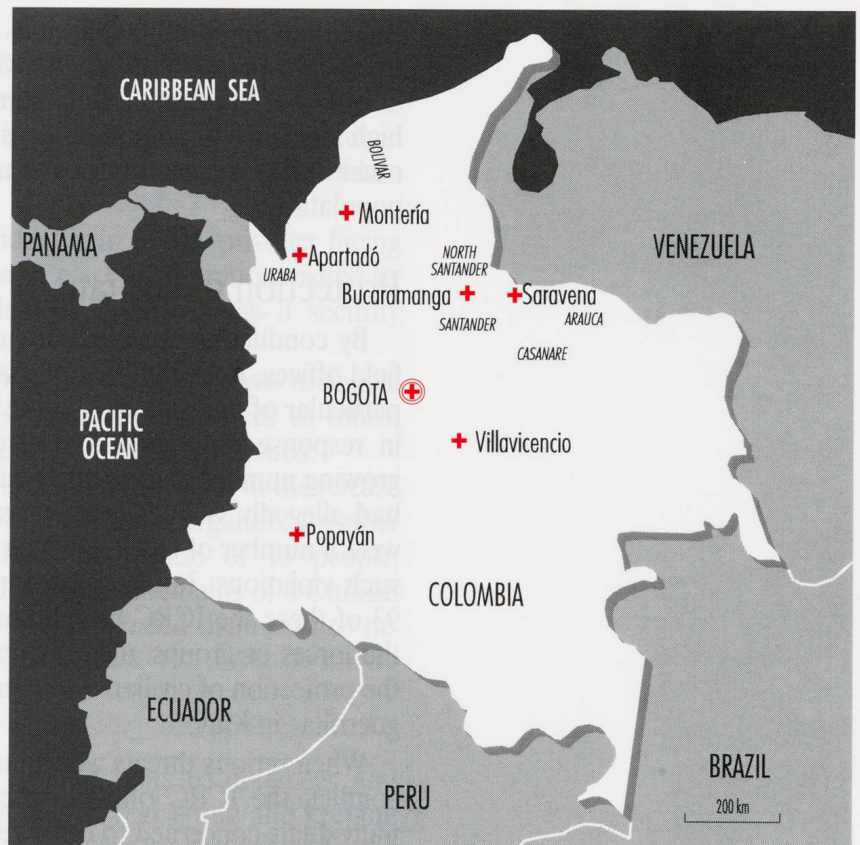 CARIBBEAN SEA
BOLIVAR
Montería
PANAMA
Apartadó
URABA
NORTH
SANTANDER
VENEZUELA
Bucaramanga
Saravena
SANTANDER
ARAUCA
CASANARE
BOGOTA
PACIFIC
OCEAN
Villavicencio
Popayán
COLOMBIA
ECUADOR
PERU
BRAZIL
200 km